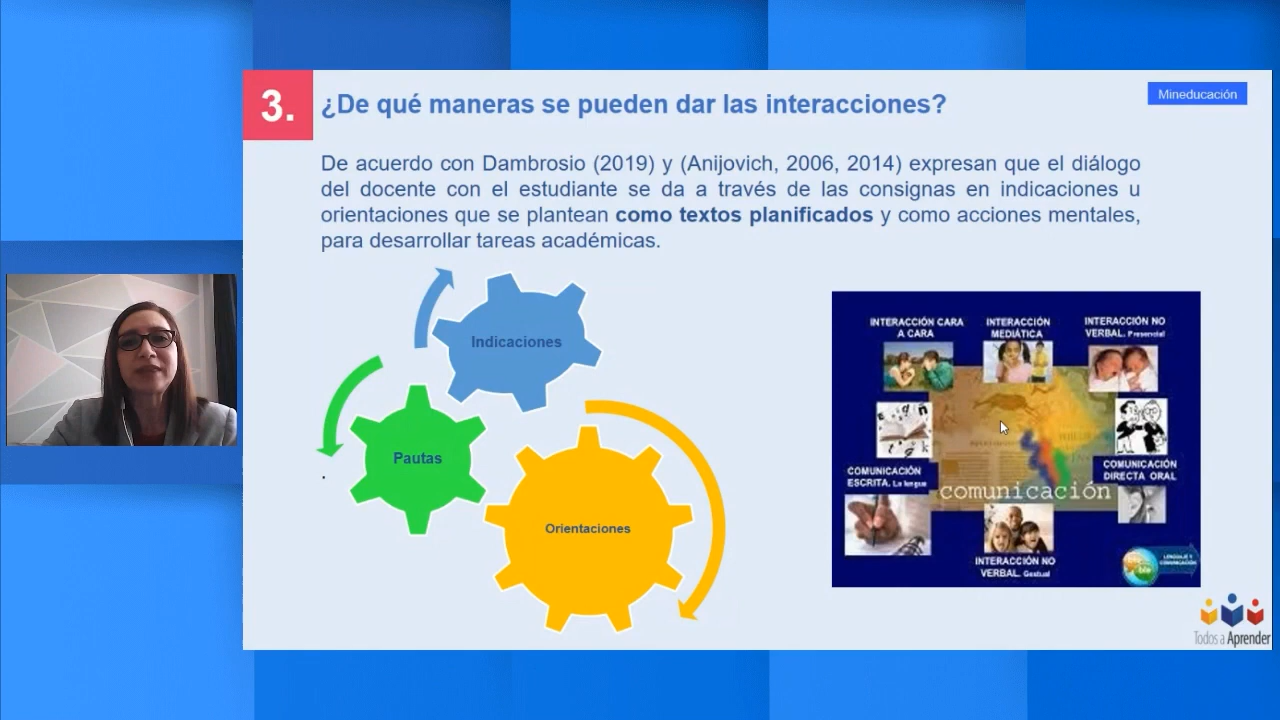 3.
¿De qué maneras se pueden dar las interacciones?
Mineducación
De acuerdo con Dambrosio (2019) y (Anijovich, 2006, 2014) expresan que el diálogo
del docente con el estudiante se da a través de las consignas en indicaciones u
orientaciones que se plantean como textos planificados y como acciones mentales,
para desarrollar tareas académicas.
Indicaciones
Pautas
.
Orientaciones
INTERACCIÓN CARA
A CARA
INTERACCIÓN
MEDIÁTICA
INTERACCIÓN NO
VERBAL. Presencial
COMUNICACIÓN
ESCRITA. La lengua
COMUNICACIÓN
DIRECTA ORAL
comunicación
INTERACCIÓN NO
VERBAL. Gestual
LENGUAJE Y
COMUNICACIÓN
Todos a Aprender